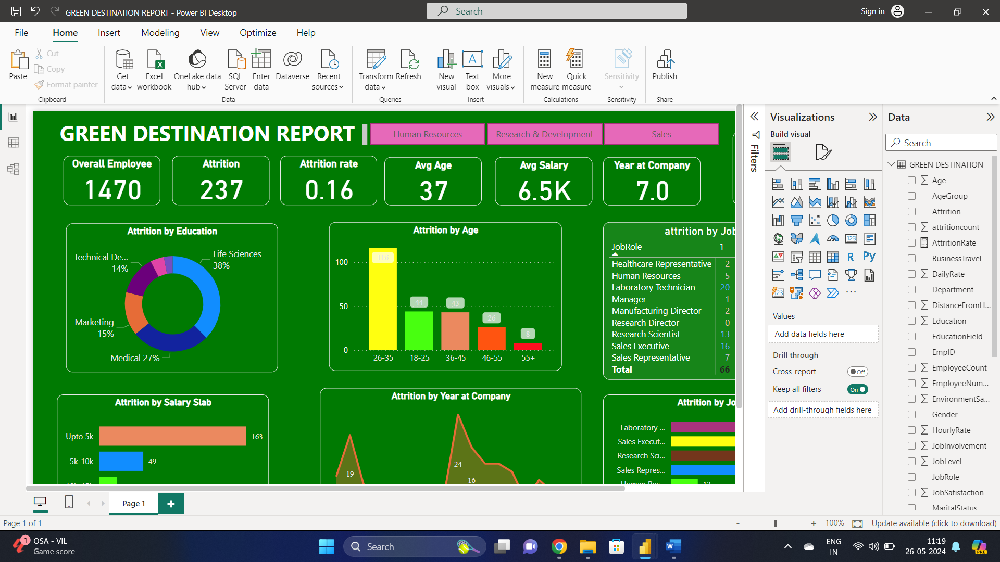 GREEN DESTINATION REPORT - Power BI Desktop
Search
Sign in
File Home Insert Modeling View Optimize Help
Paste
Cut
Copy
Format painter
Clipboard
Get data
Excel workbook
OneLake data hub
SQL Server
Enter data
Dataverse
Recent sources
Data
Transform data
Refresh
Queries
New visual
Text box
More visuals
Insert
New measure
Quick measure
Calculations
Sensitivity
Sensitivity
Publish
Share
GREEN DESTINATION REPORT
Human Resources
Research & Development
Sales
Overall Employee
1470
Attrition
237
Attrition rate
0.16
Avg Age
37
Avg Salary
6.5K
Year at Company
7.0
Attrition by Education
Life Sciences
38%
Technical De...
14%
Marketing
15%
Medical 27%
Attrition by Age
100
50
0
116
44
43
26
8
26-35 18-25 36-45 46-55 55+
attrition by Job
JobRole 1
Healthcare Representative 2
Human Resources 5
Laboratory Technician 20
Manager 1
Manufacturing Director 2
Research Director 0
Research Scientist 13
Sales Executive 16
Sales Representative 7
Total 66
Attrition by Salary Slab
Upto 5k 163
5k-10k 49
Attrition by Year at Company
19
24
16
Attrition by Jo
Laboratory ...
Sales Execut...
Research Sci...
Sales Repres...
Human Res... 12
Filters
Visualizations
Build visual
123
R
Py
123
Values
Add data fields here
Drill through
Cross-report
Off
Keep all filters
On
Add drill-through fields here
Data
Search
GREEN DESTINATION
Age
AgeGroup
Attrition
attritioncount
AttritionRate
BusinessTravel
DailyRate
Department
DistanceFromH...
Education
EducationField
EmpID
EmployeeCount
EmployeeNum...
EnvironmentSa...
Gender
HourlyRate
JobInvolvement
JobLevel
JobRole
JobSatisfaction
MaritalStatus
Page 1
Page 1 of 1
- + 100%
Update available (click to download)
1
OSA - VIL
Game score
Search
ENG
IN
11:19
26-05-2024
PRE